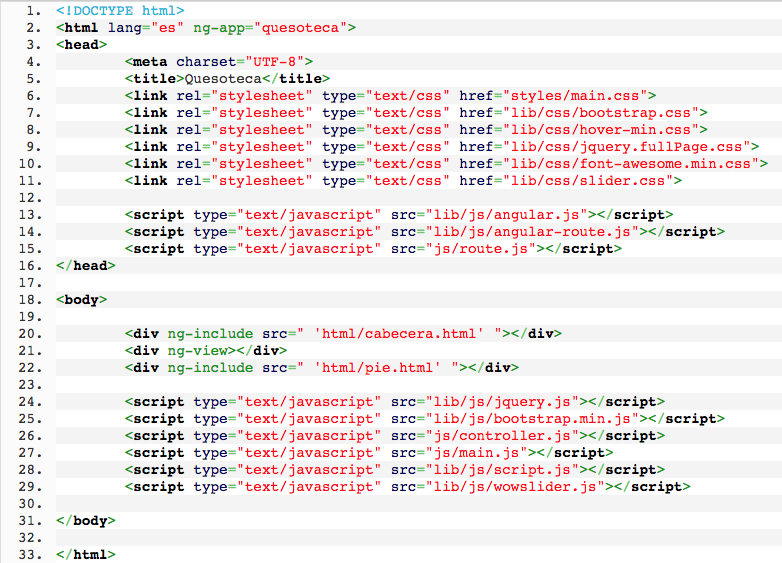 1. <!DOCTYPE html>
2. <html lang="es" ng-app="quesoteca">
3. <head>
4. <meta charset="UTF-8">
5. <title>Quesoteca</title>
6. <link rel="stylesheet" type="text/css" href="styles/main.css">
7. <link rel="stylesheet" type="text/css" href="lib/css/bootstrap.css">
8. <link rel="stylesheet" type="text/css" href="lib/css/hover-min.css">
9. <link rel="stylesheet" type="text/css" href="lib/css/jquery.fullPage.css">
10. <link rel="stylesheet" type="text/css" href="lib/css/font-awesome.min.css">
11. <link rel="stylesheet" type="text/css" href="lib/css/slider.css">
12.
13. <script type="text/javascript" src="lib/js/angular.js"></script>
14. <script type="text/javascript" src="lib/js/angular-route.js"></script>
15. <script type="text/javascript" src="js/route.js"></script>
16. </head>
17.
18. <body>
19.
20. <div ng-include src=" 'html/cabecera.html' "></div>
21. <div ng-view></div>
22. <div ng-include src=" 'html/pie.html' "></div>
23.
24. <script type="text/javascript" src="lib/js/jquery.js"></script>
25. <script type="text/javascript" src="lib/js/bootstrap.min.js"></script>
26. <script type="text/javascript" src="js/controller.js"></script>
27. <script type="text/javascript" src="js/main.js"></script>
28. <script type="text/javascript" src="lib/js/script.js"></script>
29. <script type="text/javascript" src="lib/js/wowslider.js"></script>
30.
31. </body>
32.
33. </html>